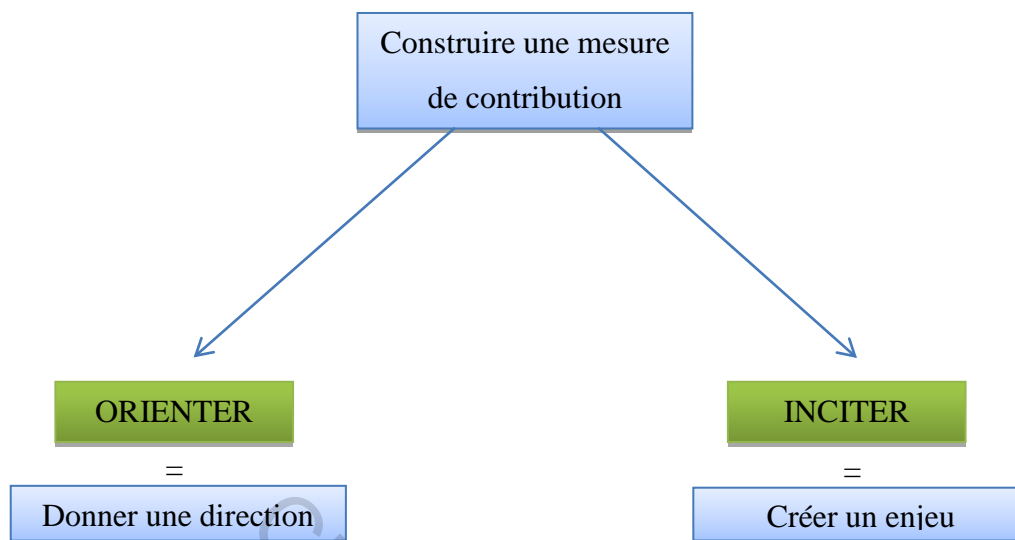 Construire une mesure
de contribution
ORIENTER
INCITER
=
=
Donner une direction
Créer un enjeu